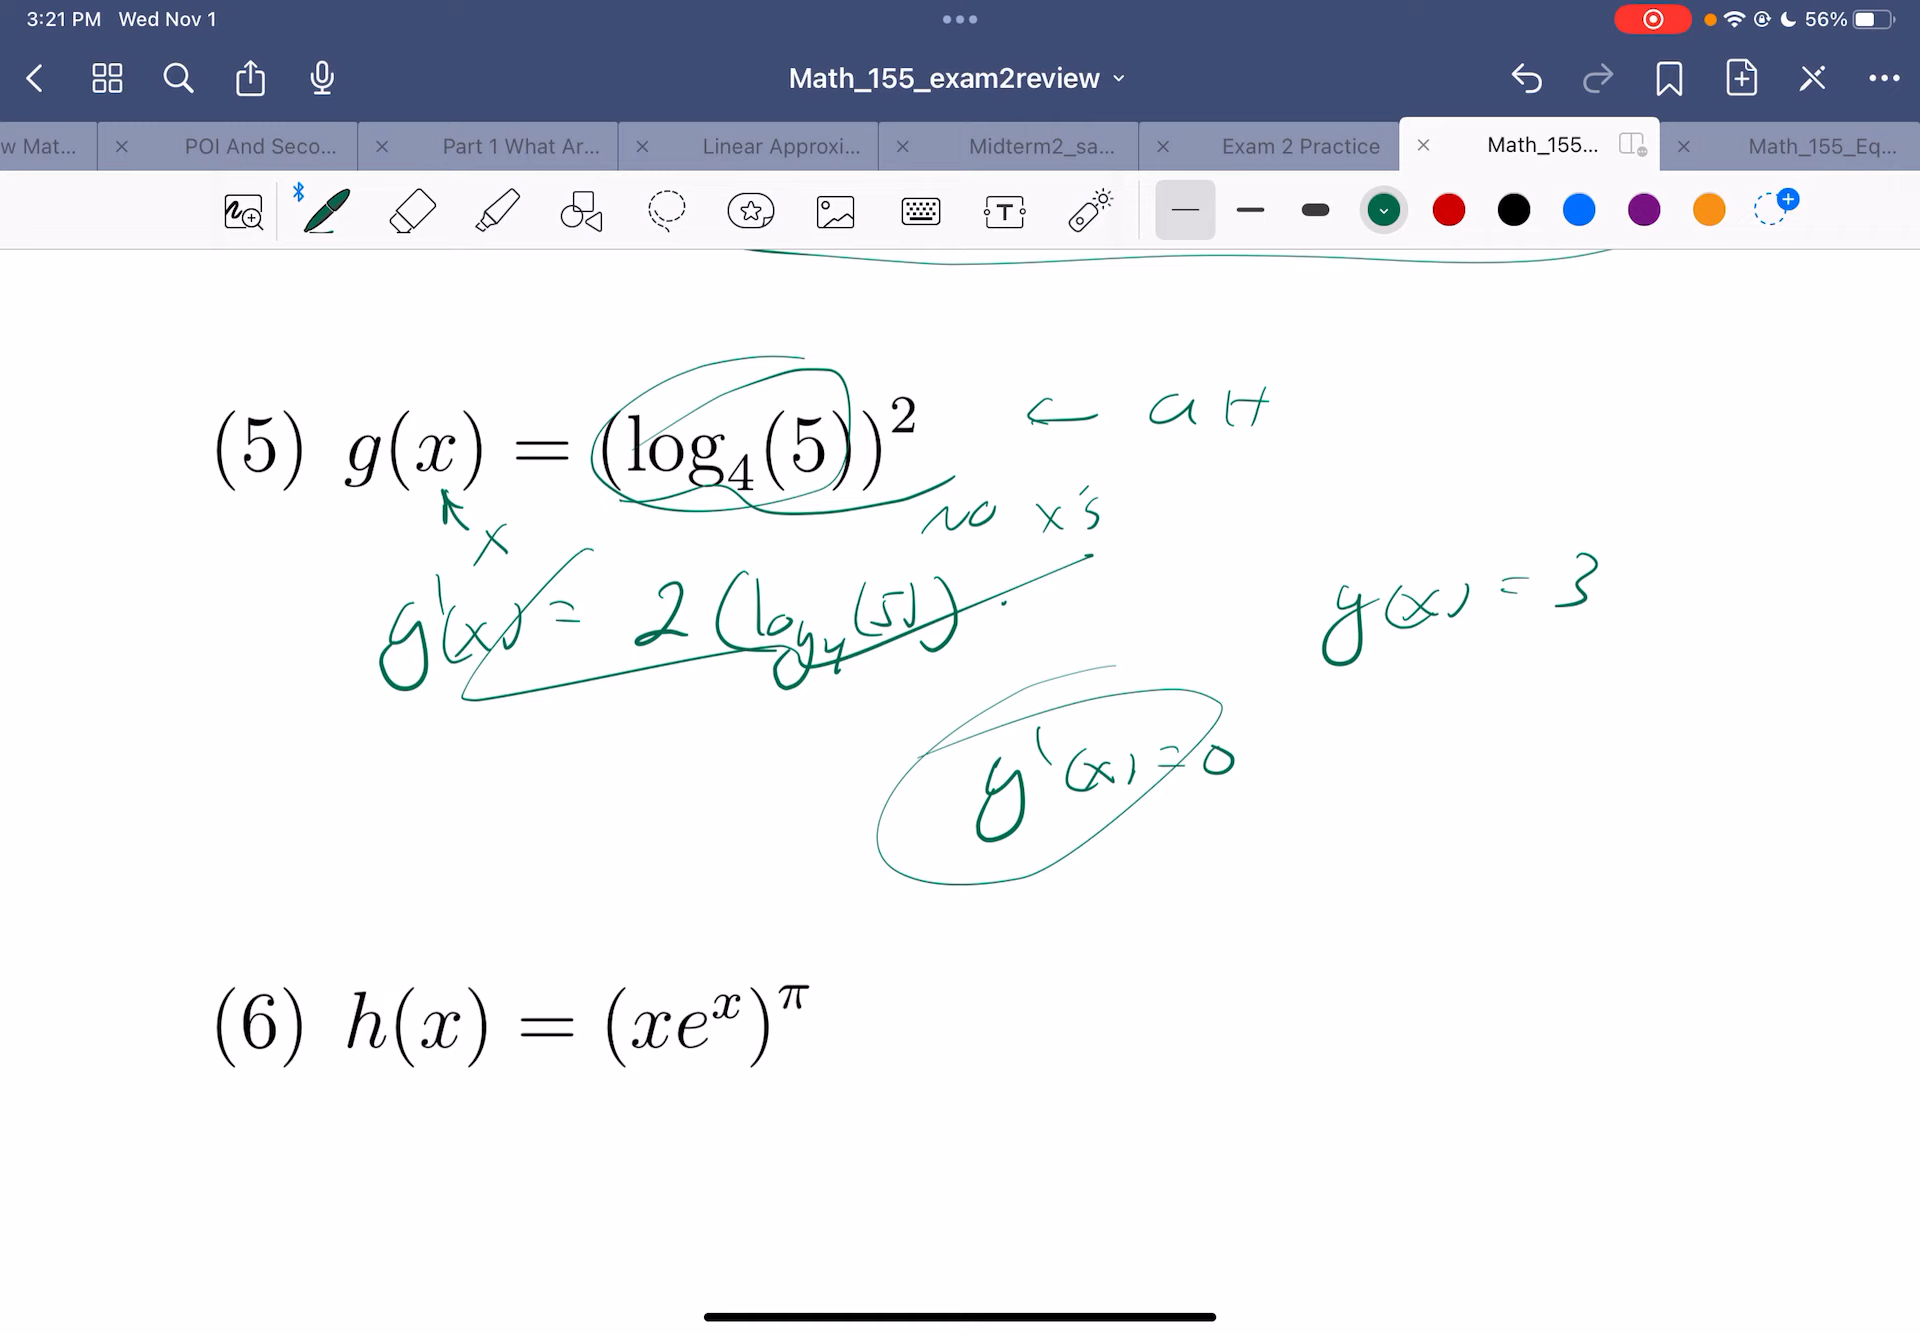 3:21 PM Wed Nov 1 56%
Math_155_exam2review
w Mat... POI And Seco... Part 1 What Ar... Linear Approxi... Midterm2_sa... Exam 2 Practice Math_155... Math_155_Eq...
(5) g(x) = (log₄(5))² ← a #
x no x's
g'(x) = 2 (log₄(5)) · g(x) = 3
g'(x) = 0
(6) h(x) = (xeˣ)^π